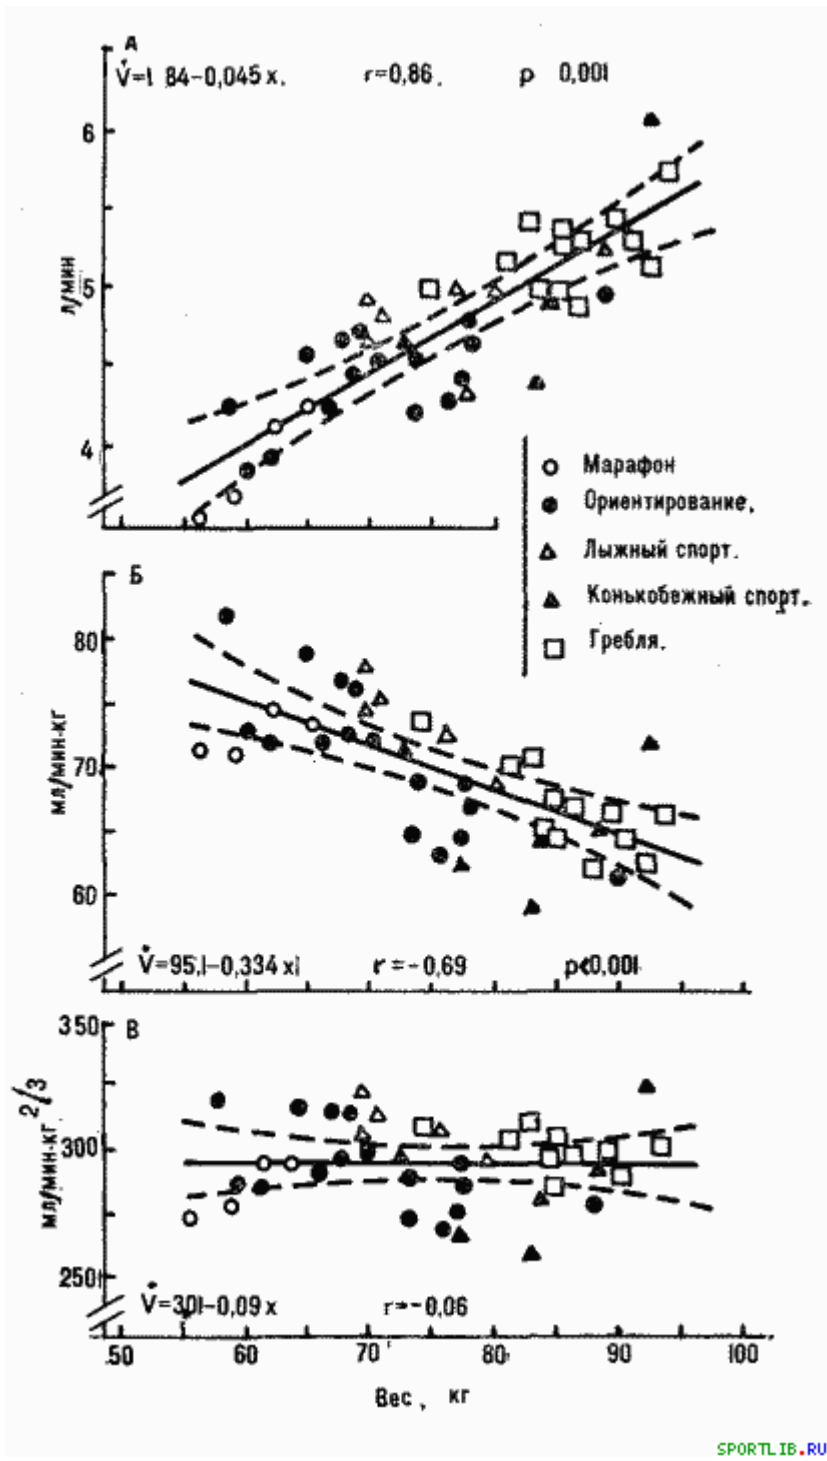 А
V̇=1 84–0,045 x. r=0,86. p 0,001
6
5
4
л/мин
Марафон
Ориентирование.
Лыжный спорт.
Конькобежный спорт.
Гребля.
Б
80
70
60
мл/мин·кг
V̇=95,1–0,334 x1 r=–0,69 p<0,001
350 В
300
250
мл/мин·кг. 2/3
V̇=301–0,09 x r=–0,06
50 60 70 80 90 100
Вес, кг
SPORTLIB.RU